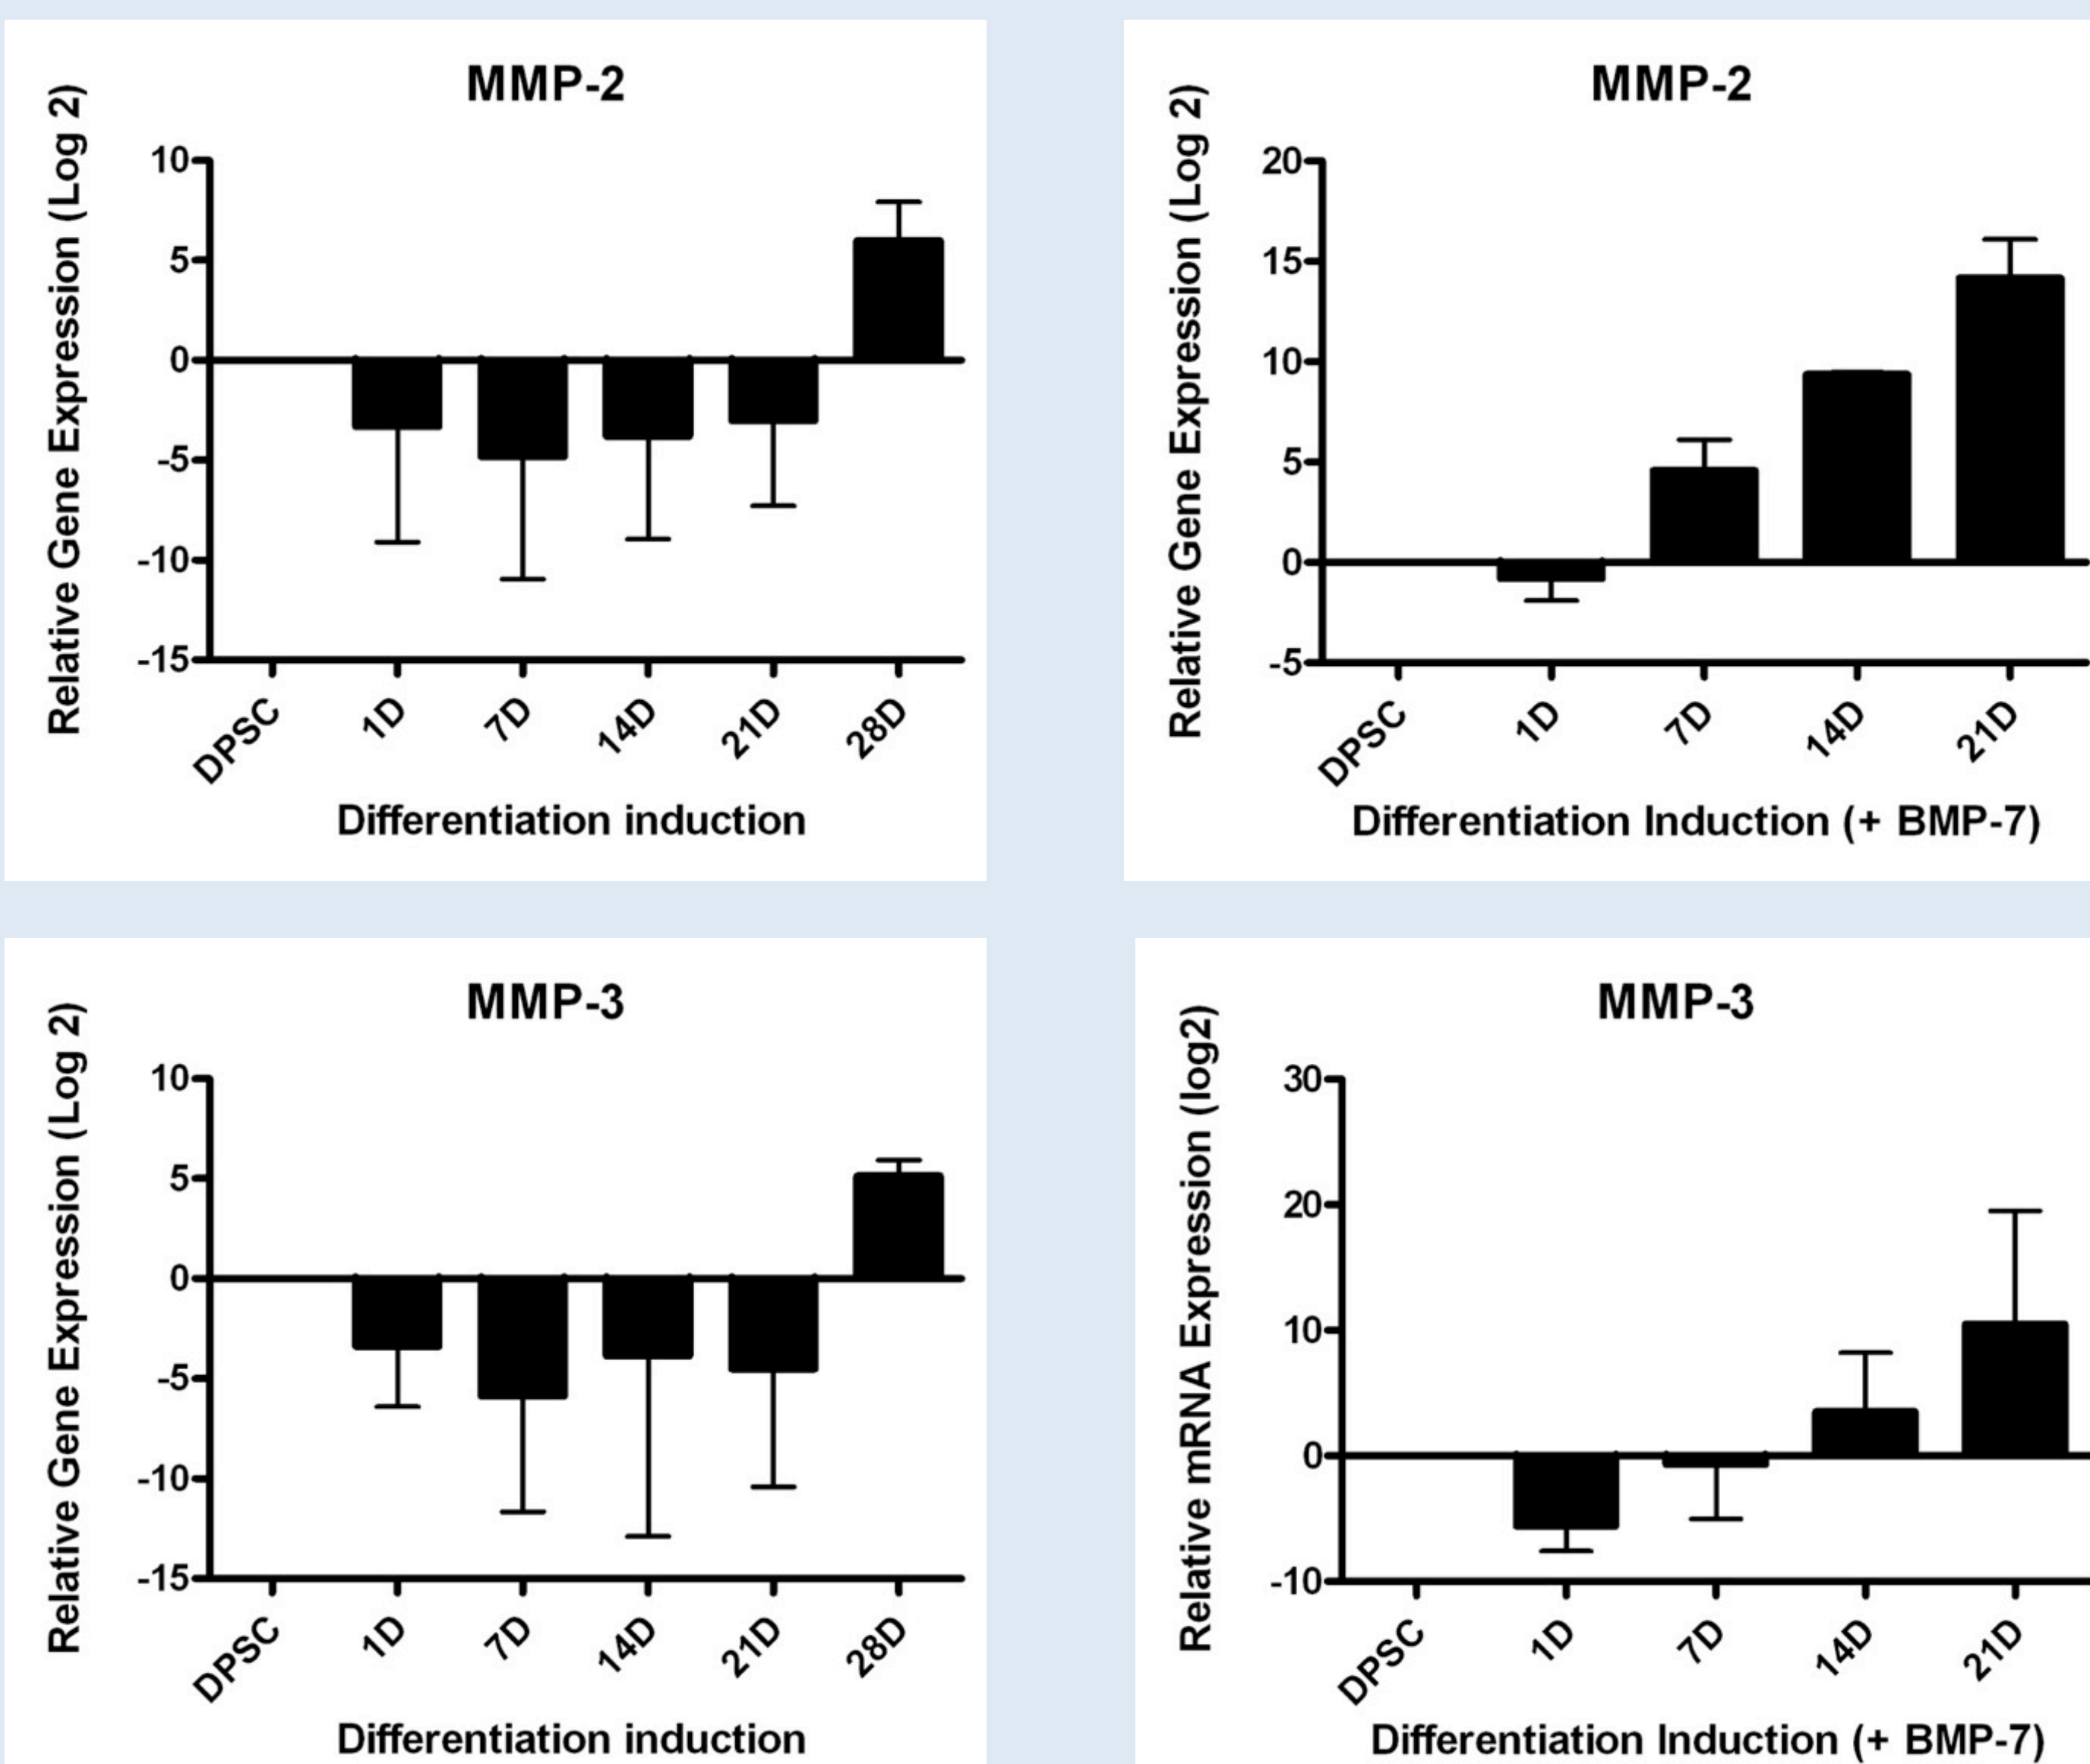 MMP-2
Relative Gene Expression (Log 2)
10
5
0
-5
-10
-15
DPSC
1D
7D
14D
21D
28D
Differentiation induction
MMP-2
Relative Gene Expression (Log 2)
20
15
10
5
0
-5
DPSC
1D
7D
14D
21D
Differentiation Induction (+ BMP-7)
MMP-3
Relative Gene Expression (Log 2)
10
5
0
-5
-10
-15
DPSC
1D
7D
14D
21D
28D
Differentiation induction
MMP-3
Relative mRNA Expression (log2)
30
20
10
0
-10
DPSC
1D
7D
14D
21D
Differentiation Induction (+ BMP-7)